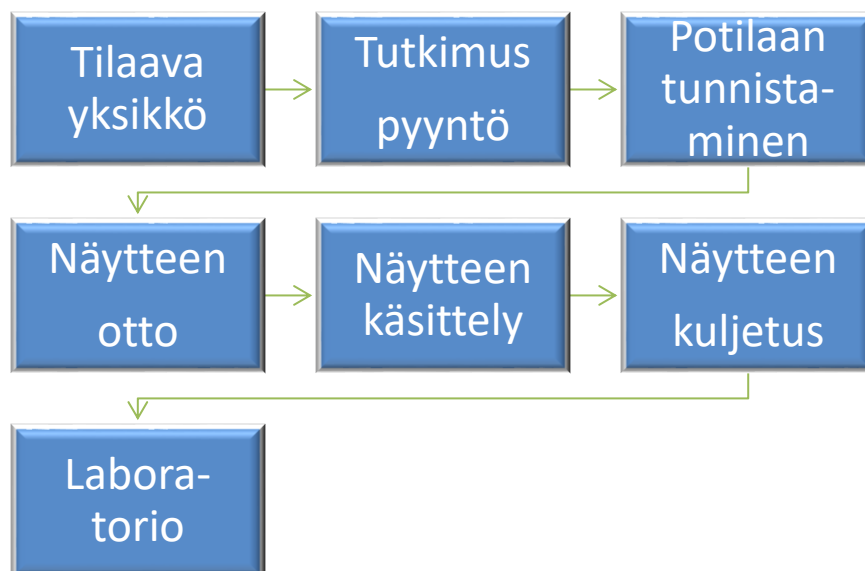 Tilaava
yksikkö
Tutkimus
pyyntö
Potilaan
tunnista-
minen
Näytteen
otto
Näytteen
käsittely
Näytteen
kuljetus
Labora-
torio